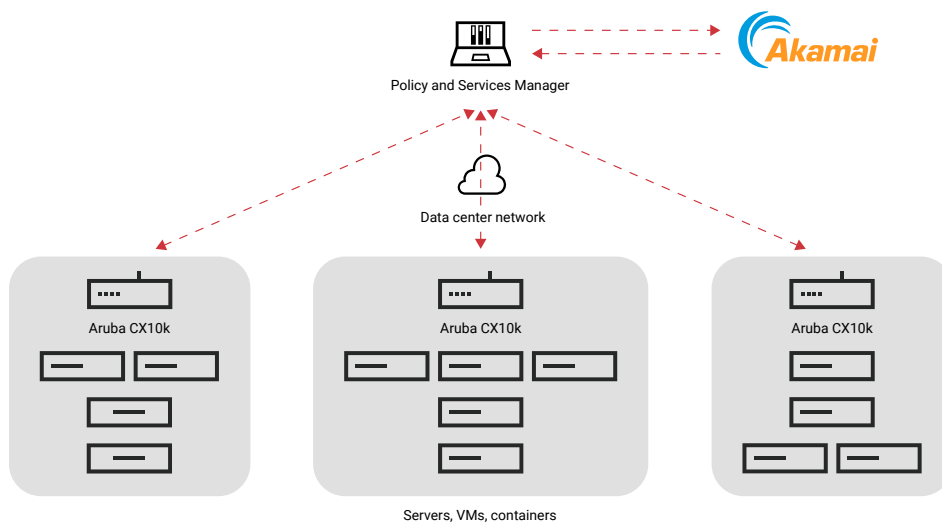 Akamai
Policy and Services Manager
Data center network
Aruba CX10k
Aruba CX10k
Aruba CX10k
Servers, VMs, containers